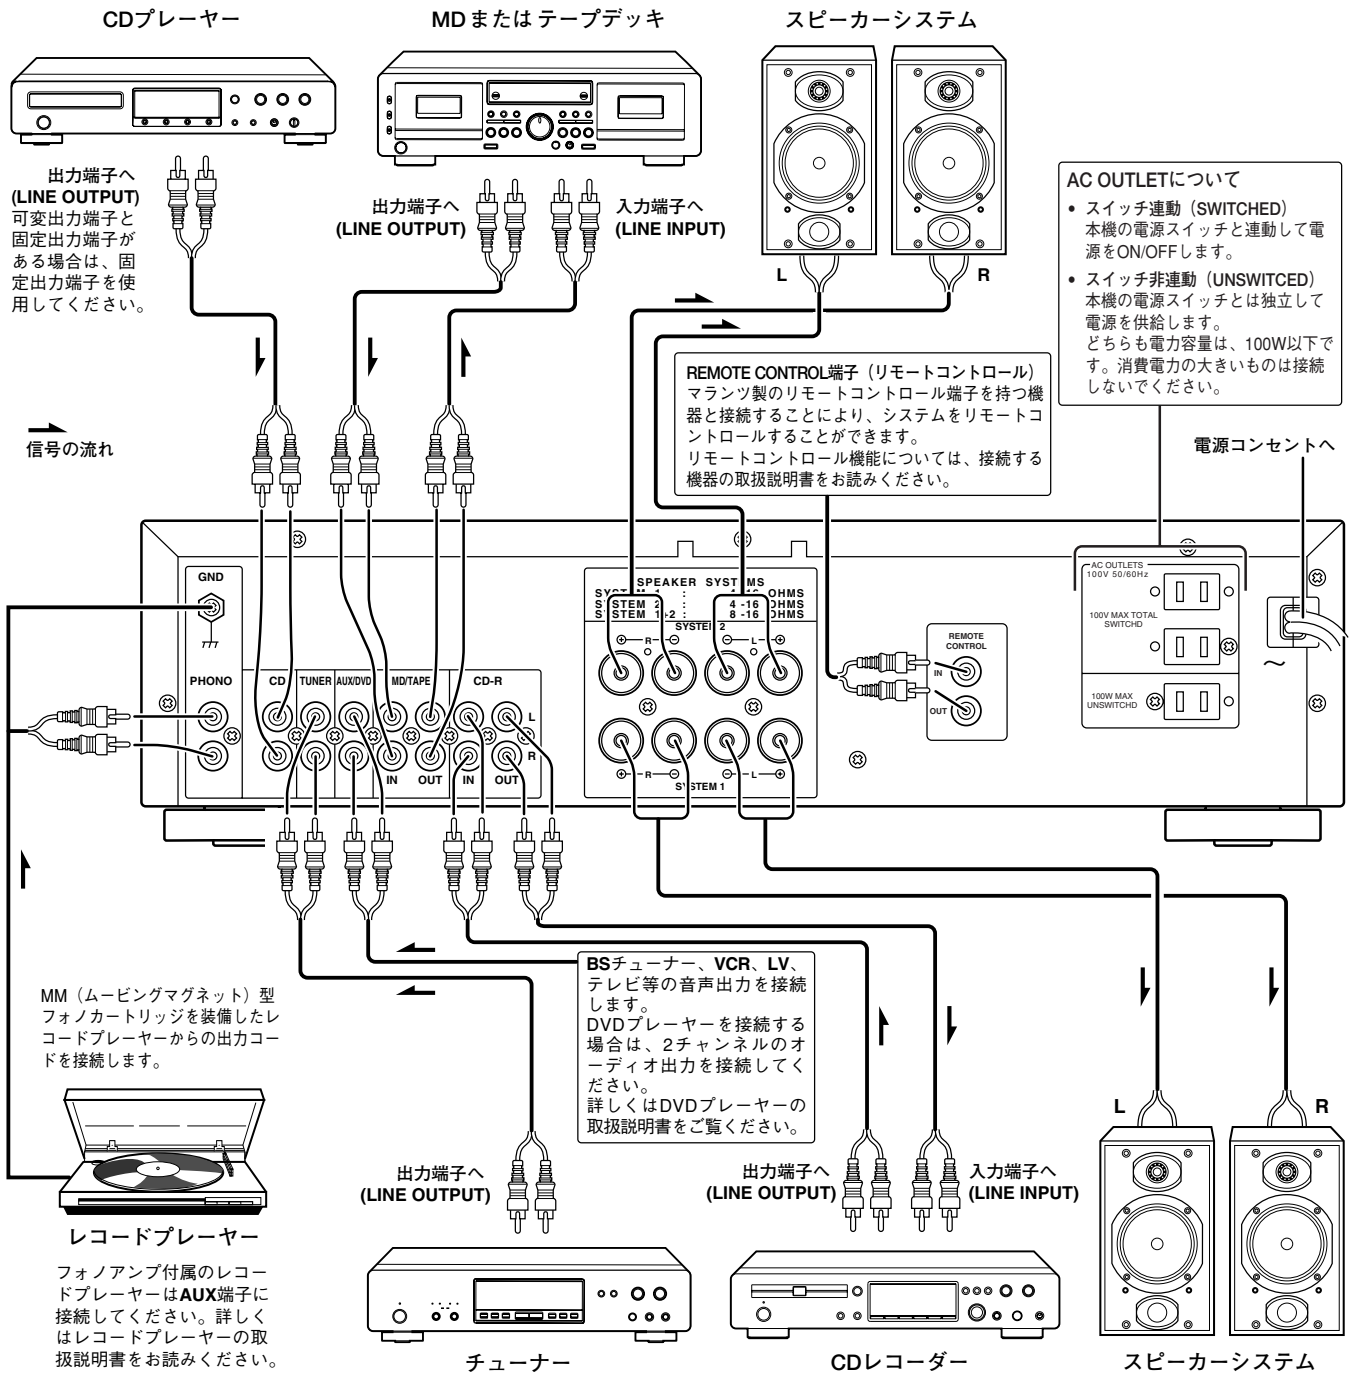 CDプレーヤー
MD または テープデッキ
スピーカーシステム
出力端子へ
(LINE OUTPUT)
可変出力端子と
固定出力端子が
ある場合は、固
定出力端子を使
用してください。
出力端子へ
(LINE OUTPUT)
入力端子へ
(LINE INPUT)
L
R
AC OUTLETについて
• スイッチ連動（SWITCHED）
本機の電源スイッチと連動して電
源をON/OFFします。
• スイッチ非連動（UNSWITCED）
本機の電源スイッチとは独立して
電源を供給します。
どちらも電力容量は、100W以下で
す。消費電力の大きいものは接続
しないでください。
REMOTE CONTROL端子（リモートコントロール）
マランツ製のリモートコントロール端子を持つ機
器と接続することにより、システムをリモートコ
ントロールすることができます。
リモートコントロール機能については、接続する
機器の取扱説明書をお読みください。
信号の流れ
電源コンセントへ
GND
PHONO
CD
TUNER
AUX/DVD
MD/TAPE
CD-R
L
R
IN
OUT
IN
OUT
SPEAKER SYSTEMS
SYSTEM 1 : 4 -16 OHMS
SYSTEM 2 : 4 -16 OHMS
SYSTEM 1+2 : 8 -16 OHMS
SYSTEM 2
+ R −
− L +
+ R −
− L +
SYSTEM 1
REMOTE
CONTROL
IN
OUT
AC OUTLETS
100V 50/60Hz
100V MAX TOTAL
SWITCHD
100W MAX
UNSWITCHD
～
MM（ムービングマグネット）型
フォノカートリッジを装備したレ
コードプレーヤーからの出力コー
ドを接続します。
BSチューナー、VCR、LV、
テレビ等の音声出力を接続
します。
DVDプレーヤーを接続する
場合は、2チャンネルのオ
ーディオ出力を接続してく
ださい。
詳しくはDVDプレーヤーの
取扱説明書をご覧ください。
レコードプレーヤー
フォノアンプ付属のレコー
ドプレーヤーはAUX端子に
接続してください。詳しく
はレコードプレーヤーの取
扱説明書をお読みください。
出力端子へ
(LINE OUTPUT)
チューナー
出力端子へ
(LINE OUTPUT)
入力端子へ
(LINE INPUT)
CDレコーダー
L
R
スピーカーシステム